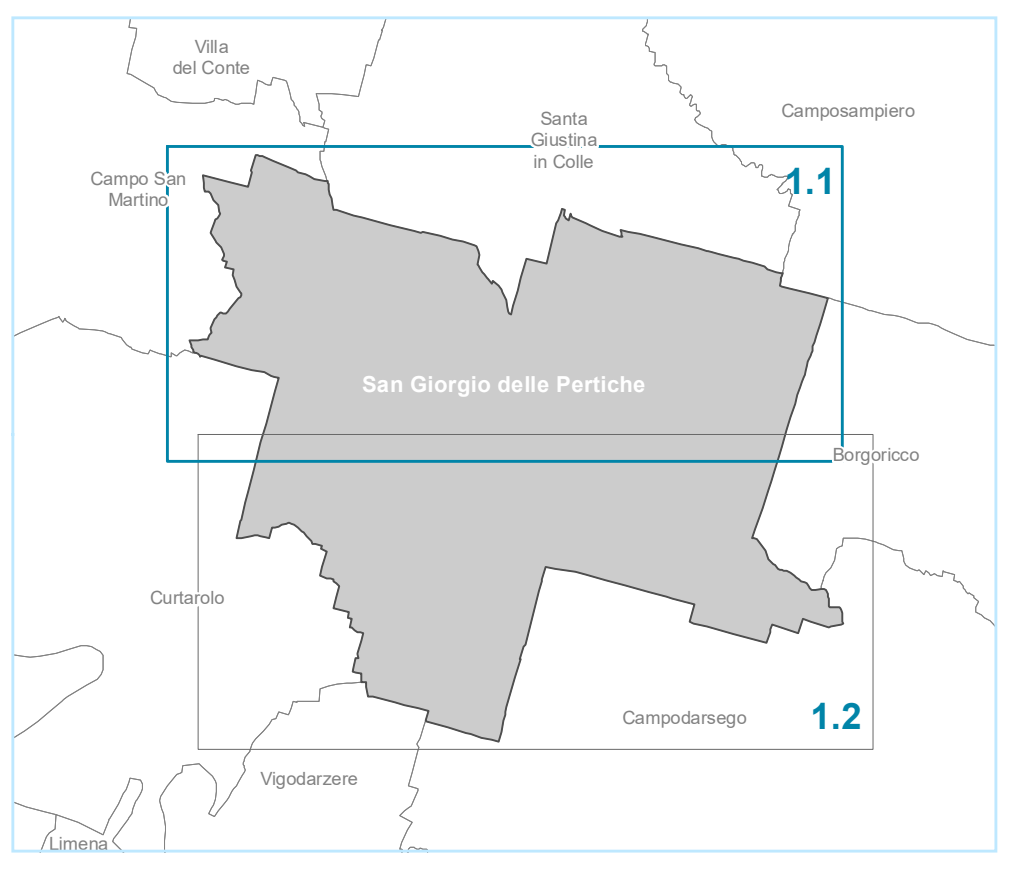 Villa
del Conte
Camposampiero
Santa
Giustina
in Colle
Campo San
Martino
1.1
San Giorgio delle Pertiche
Borgoricco
Curtarolo
Campodarsego
1.2
Vigodarzere
Limena